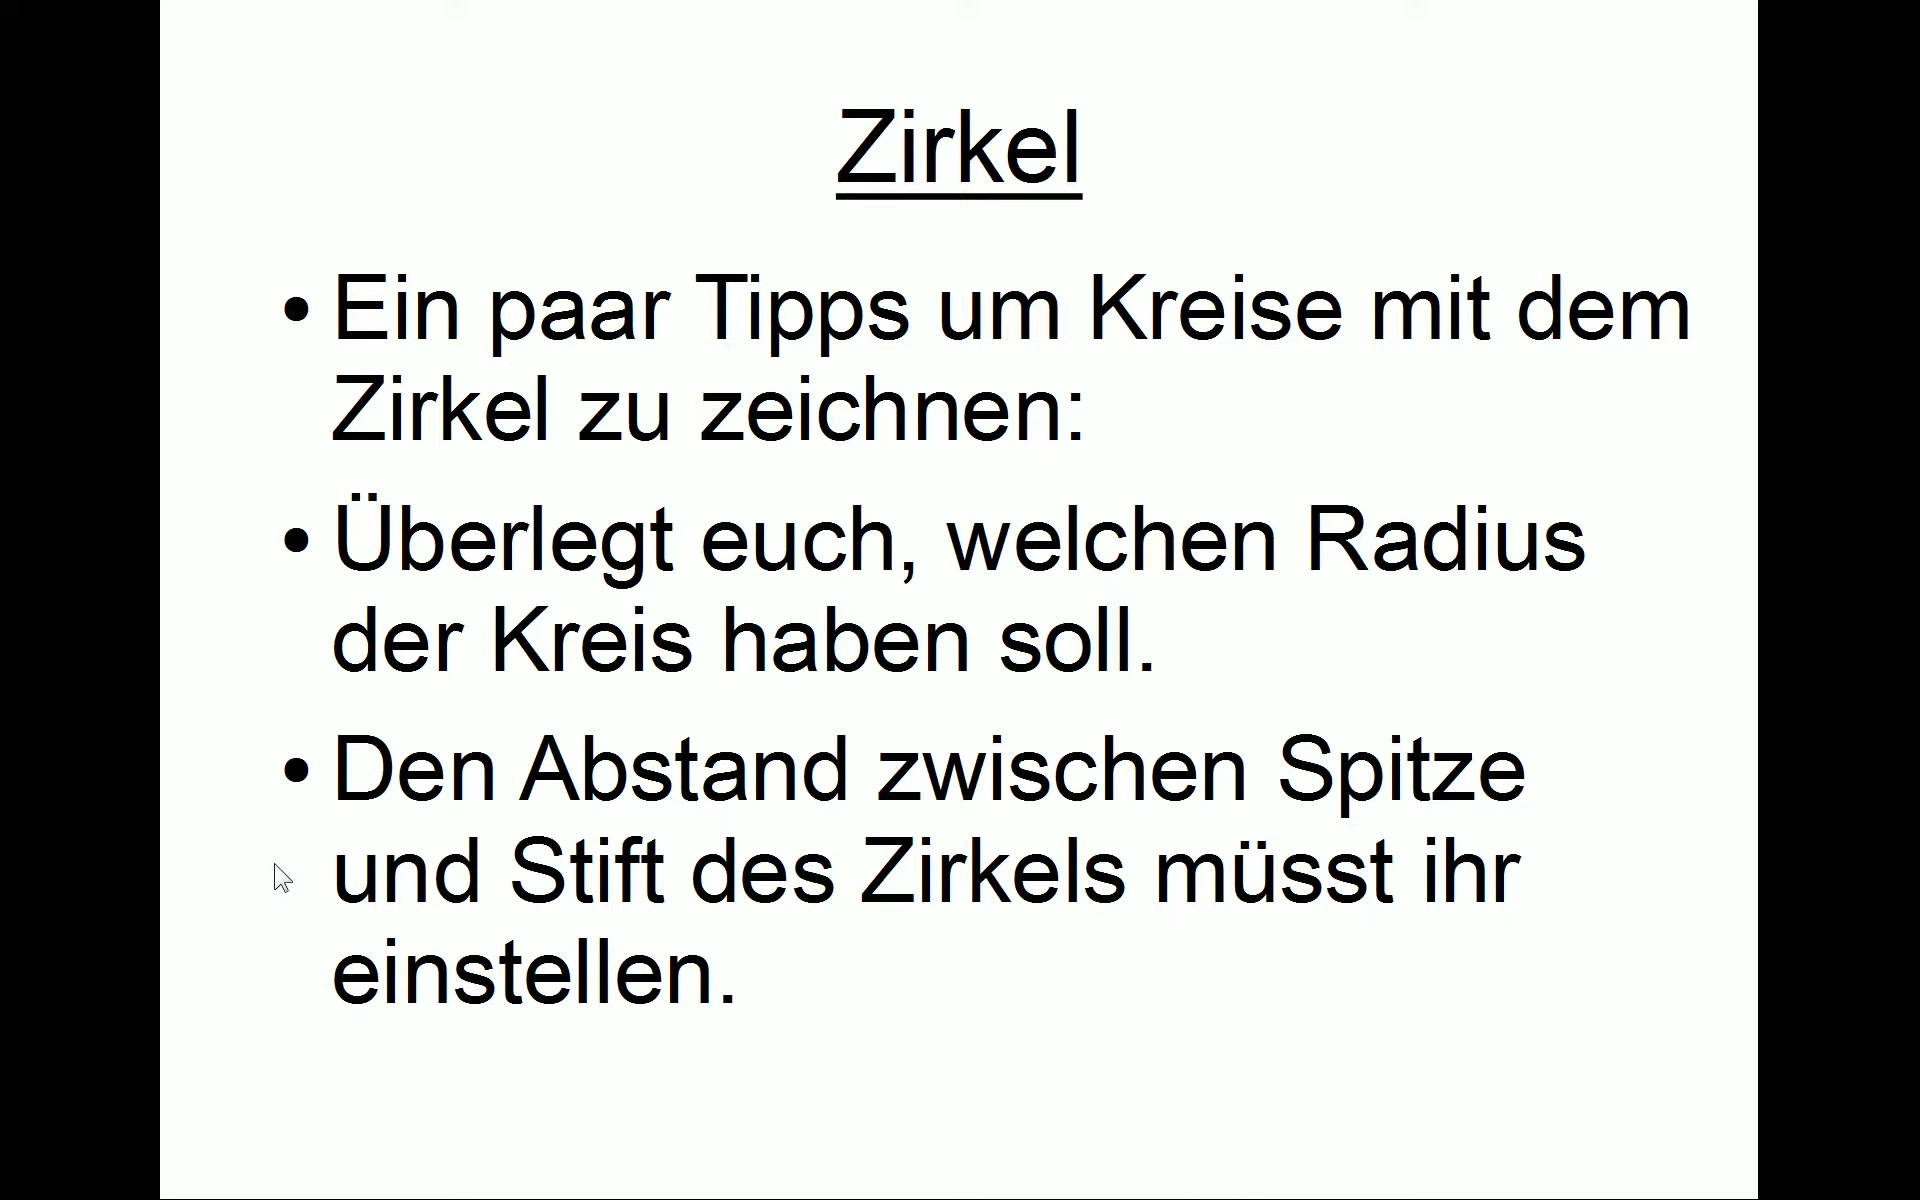 Zirkel
• Ein paar Tipps um Kreise mit dem
Zirkel zu zeichnen:
• Überlegt euch, welchen Radius
der Kreis haben soll.
• Den Abstand zwischen Spitze
und Stift des Zirkels müsst ihr
einstellen.